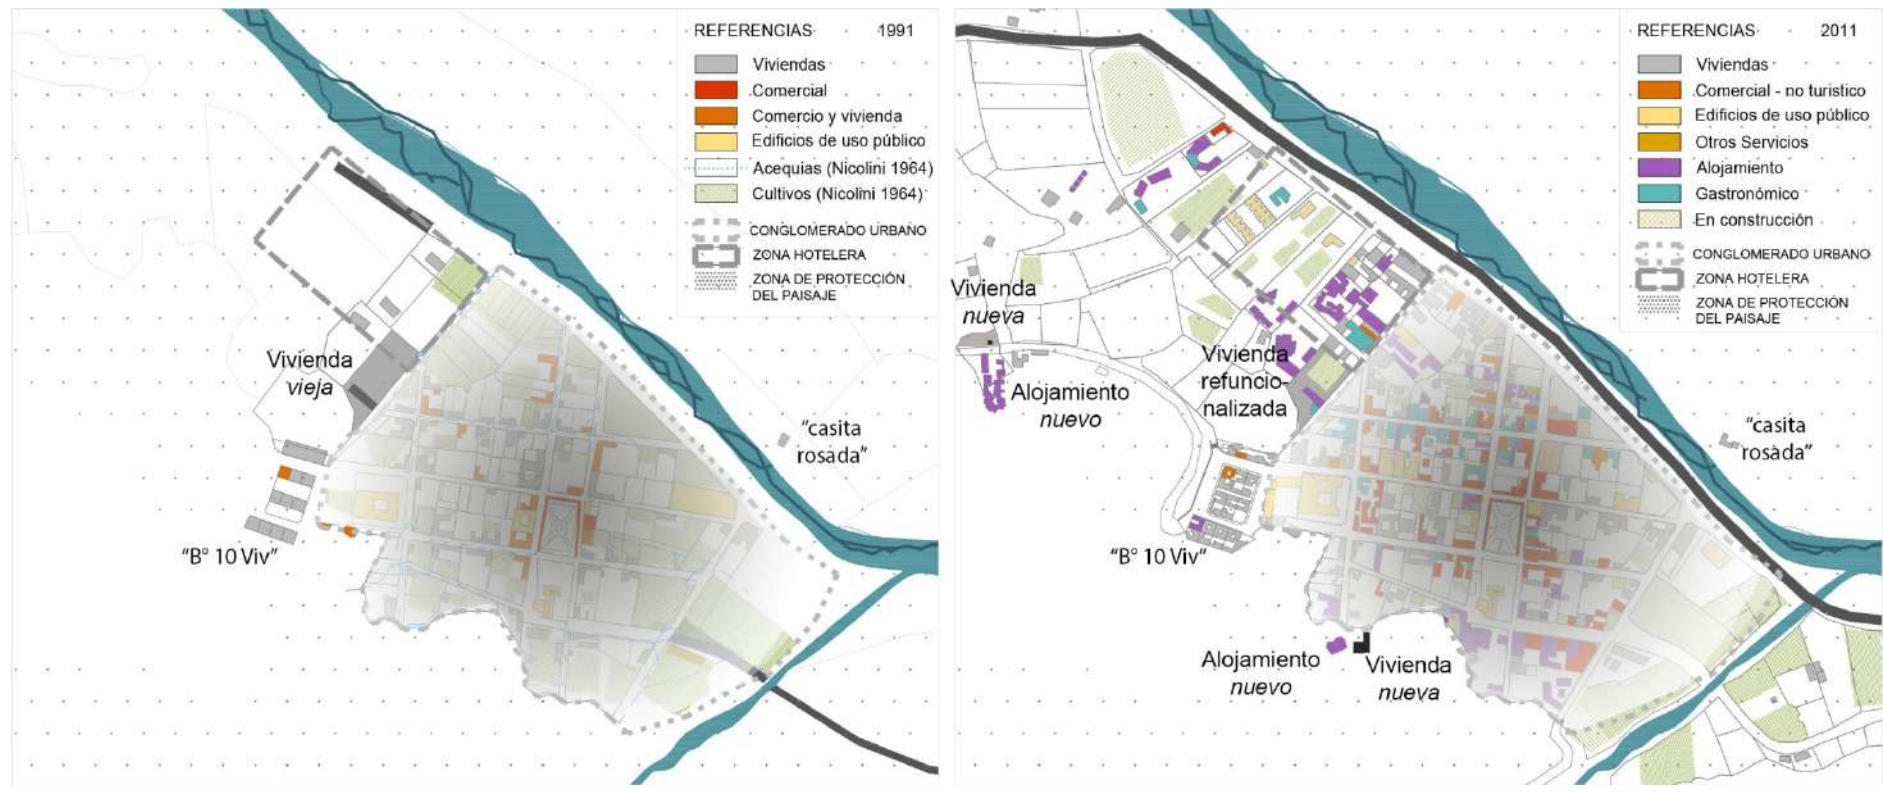 REFERENCIAS 1991
Viviendas
Comercial
Comercio y vivienda
Edificios de uso público
Acequias (Nicolini 1964)
Cultivos (Nicolini 1964)
CONGLOMERADO URBANO
ZONA HOTELERA
ZONA DE PROTECCIÓN
DEL PAISAJE
Vivienda
vieja
"casita
rosada"
"B° 10 Viv"
REFERENCIAS 2011
Viviendas
Comercial - no turistico
Edificios de uso público
Otros Servicios
Alojamiento
Gastronómico
En construcción
CONGLOMERADO URBANO
ZONA HOTELERA
ZONA DE PROTECCIÓN
DEL PAISAJE
Vivienda
nueva
Alojamiento
nuevo
Vivienda
refuncio-
nalizada
"casita
rosada"
"B° 10 Viv"
Alojamiento
nuevo
Vivienda
nueva